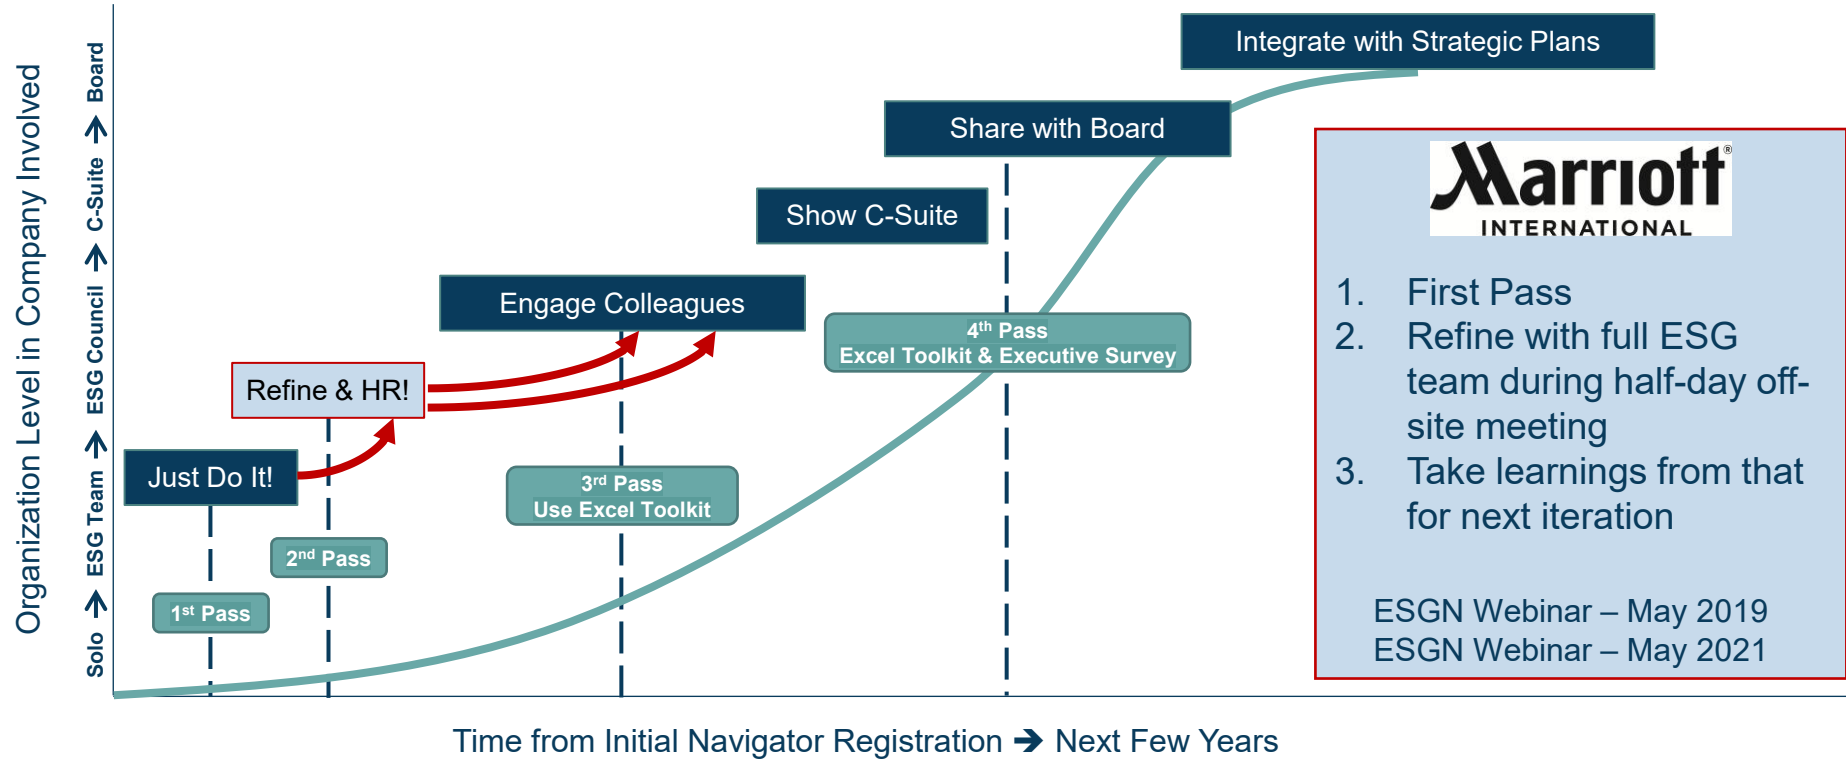 Organization Level in Company Involved
Solo → ESG Team → ESG Council → C-Suite → Board
Integrate with Strategic Plans
Share with Board
Show C-Suite
Engage Colleagues
Refine & HR!
Just Do It!
1st Pass
2nd Pass
3rd Pass
Use Excel Toolkit
4th Pass
Excel Toolkit & Executive Survey
Marriott®
INTERNATIONAL
1. First Pass
2. Refine with full ESG
team during half-day off-
site meeting
3. Take learnings from that
for next iteration
ESGN Webinar – May 2019
ESGN Webinar – May 2021
Time from Initial Navigator Registration → Next Few Years